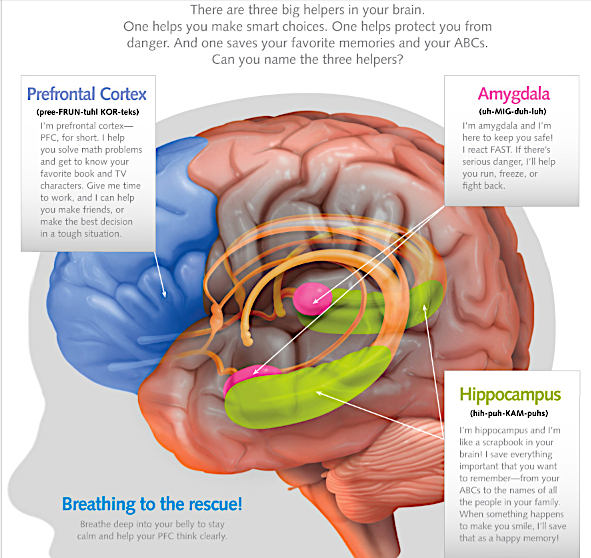 There are three big helpers in your brain.
One helps you make smart choices. One helps protect you from
danger. And one saves your favorite memories and your ABCs.
Can you name the three helpers?
Prefrontal Cortex
(pree-FRUN-tuhl KOR-teks)
I'm prefrontal cortex—
PFC, for short. I help
you solve math problems
and get to know your
favorite book and TV
characters. Give me time
to work, and I can help
you make friends, or
make the best decision
in a tough situation.
Amygdala
(uh-MIG-duh-luh)
I'm amygdala and I'm
here to keep you safe!
I react FAST. If there's
serious danger, I'll help
you run, freeze, or
fight back.
Hippocampus
(hih-puh-KAM-puhs)
I'm hippocampus and I'm
like a scrapbook in your
brain! I save everything
important that you want
to remember—from your
ABCs to the names of all
the people in your family.
When something happens
to make you smile, I'll save
that as a happy memory!
Breathing to the rescue!
Breathe deep into your belly to stay
calm and help your PFC think clearly.